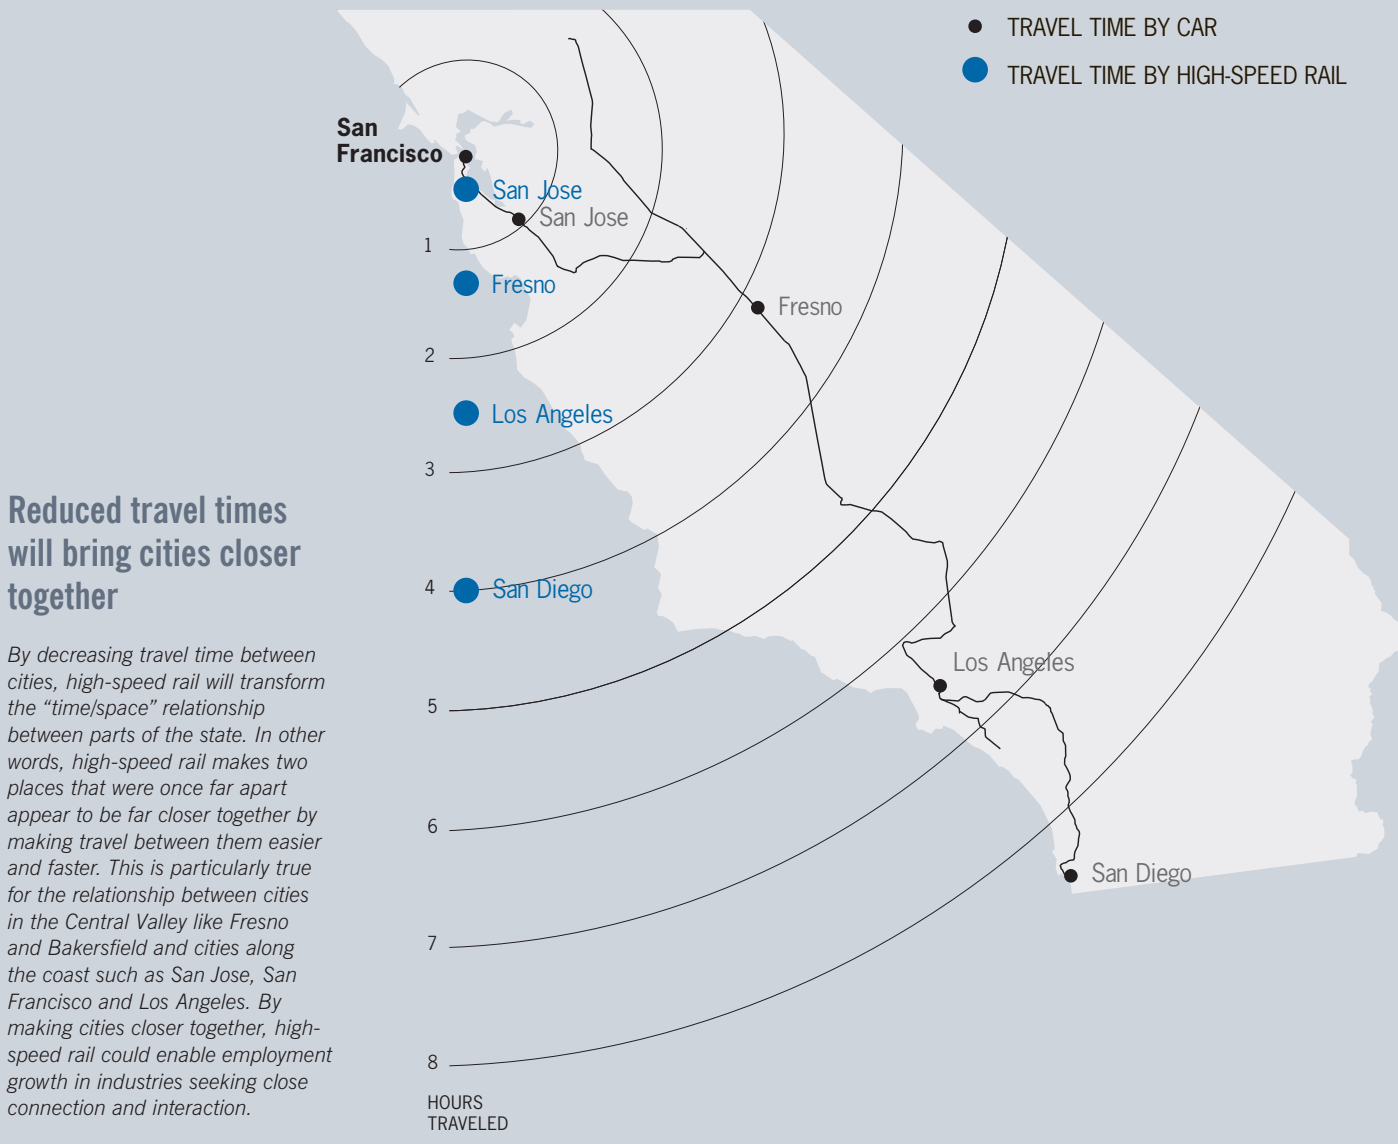 TRAVEL TIME BY CAR
TRAVEL TIME BY HIGH-SPEED RAIL
San
Francisco
San Jose
San Jose
1
Fresno
Fresno
2
Los Angeles
3
4
San Diego
Los Angeles
5
6
San Diego
7
8
HOURS
TRAVELED
Reduced travel times
will bring cities closer
together
By decreasing travel time between
cities, high-speed rail will transform
the “time/space” relationship
between parts of the state. In other
words, high-speed rail makes two
places that were once far apart
appear to be far closer together by
making travel between them easier
and faster. This is particularly true
for the relationship between cities
in the Central Valley like Fresno
and Bakersfield and cities along
the coast such as San Jose, San
Francisco and Los Angeles. By
making cities closer together, high-
speed rail could enable employment
growth in industries seeking close
connection and interaction.